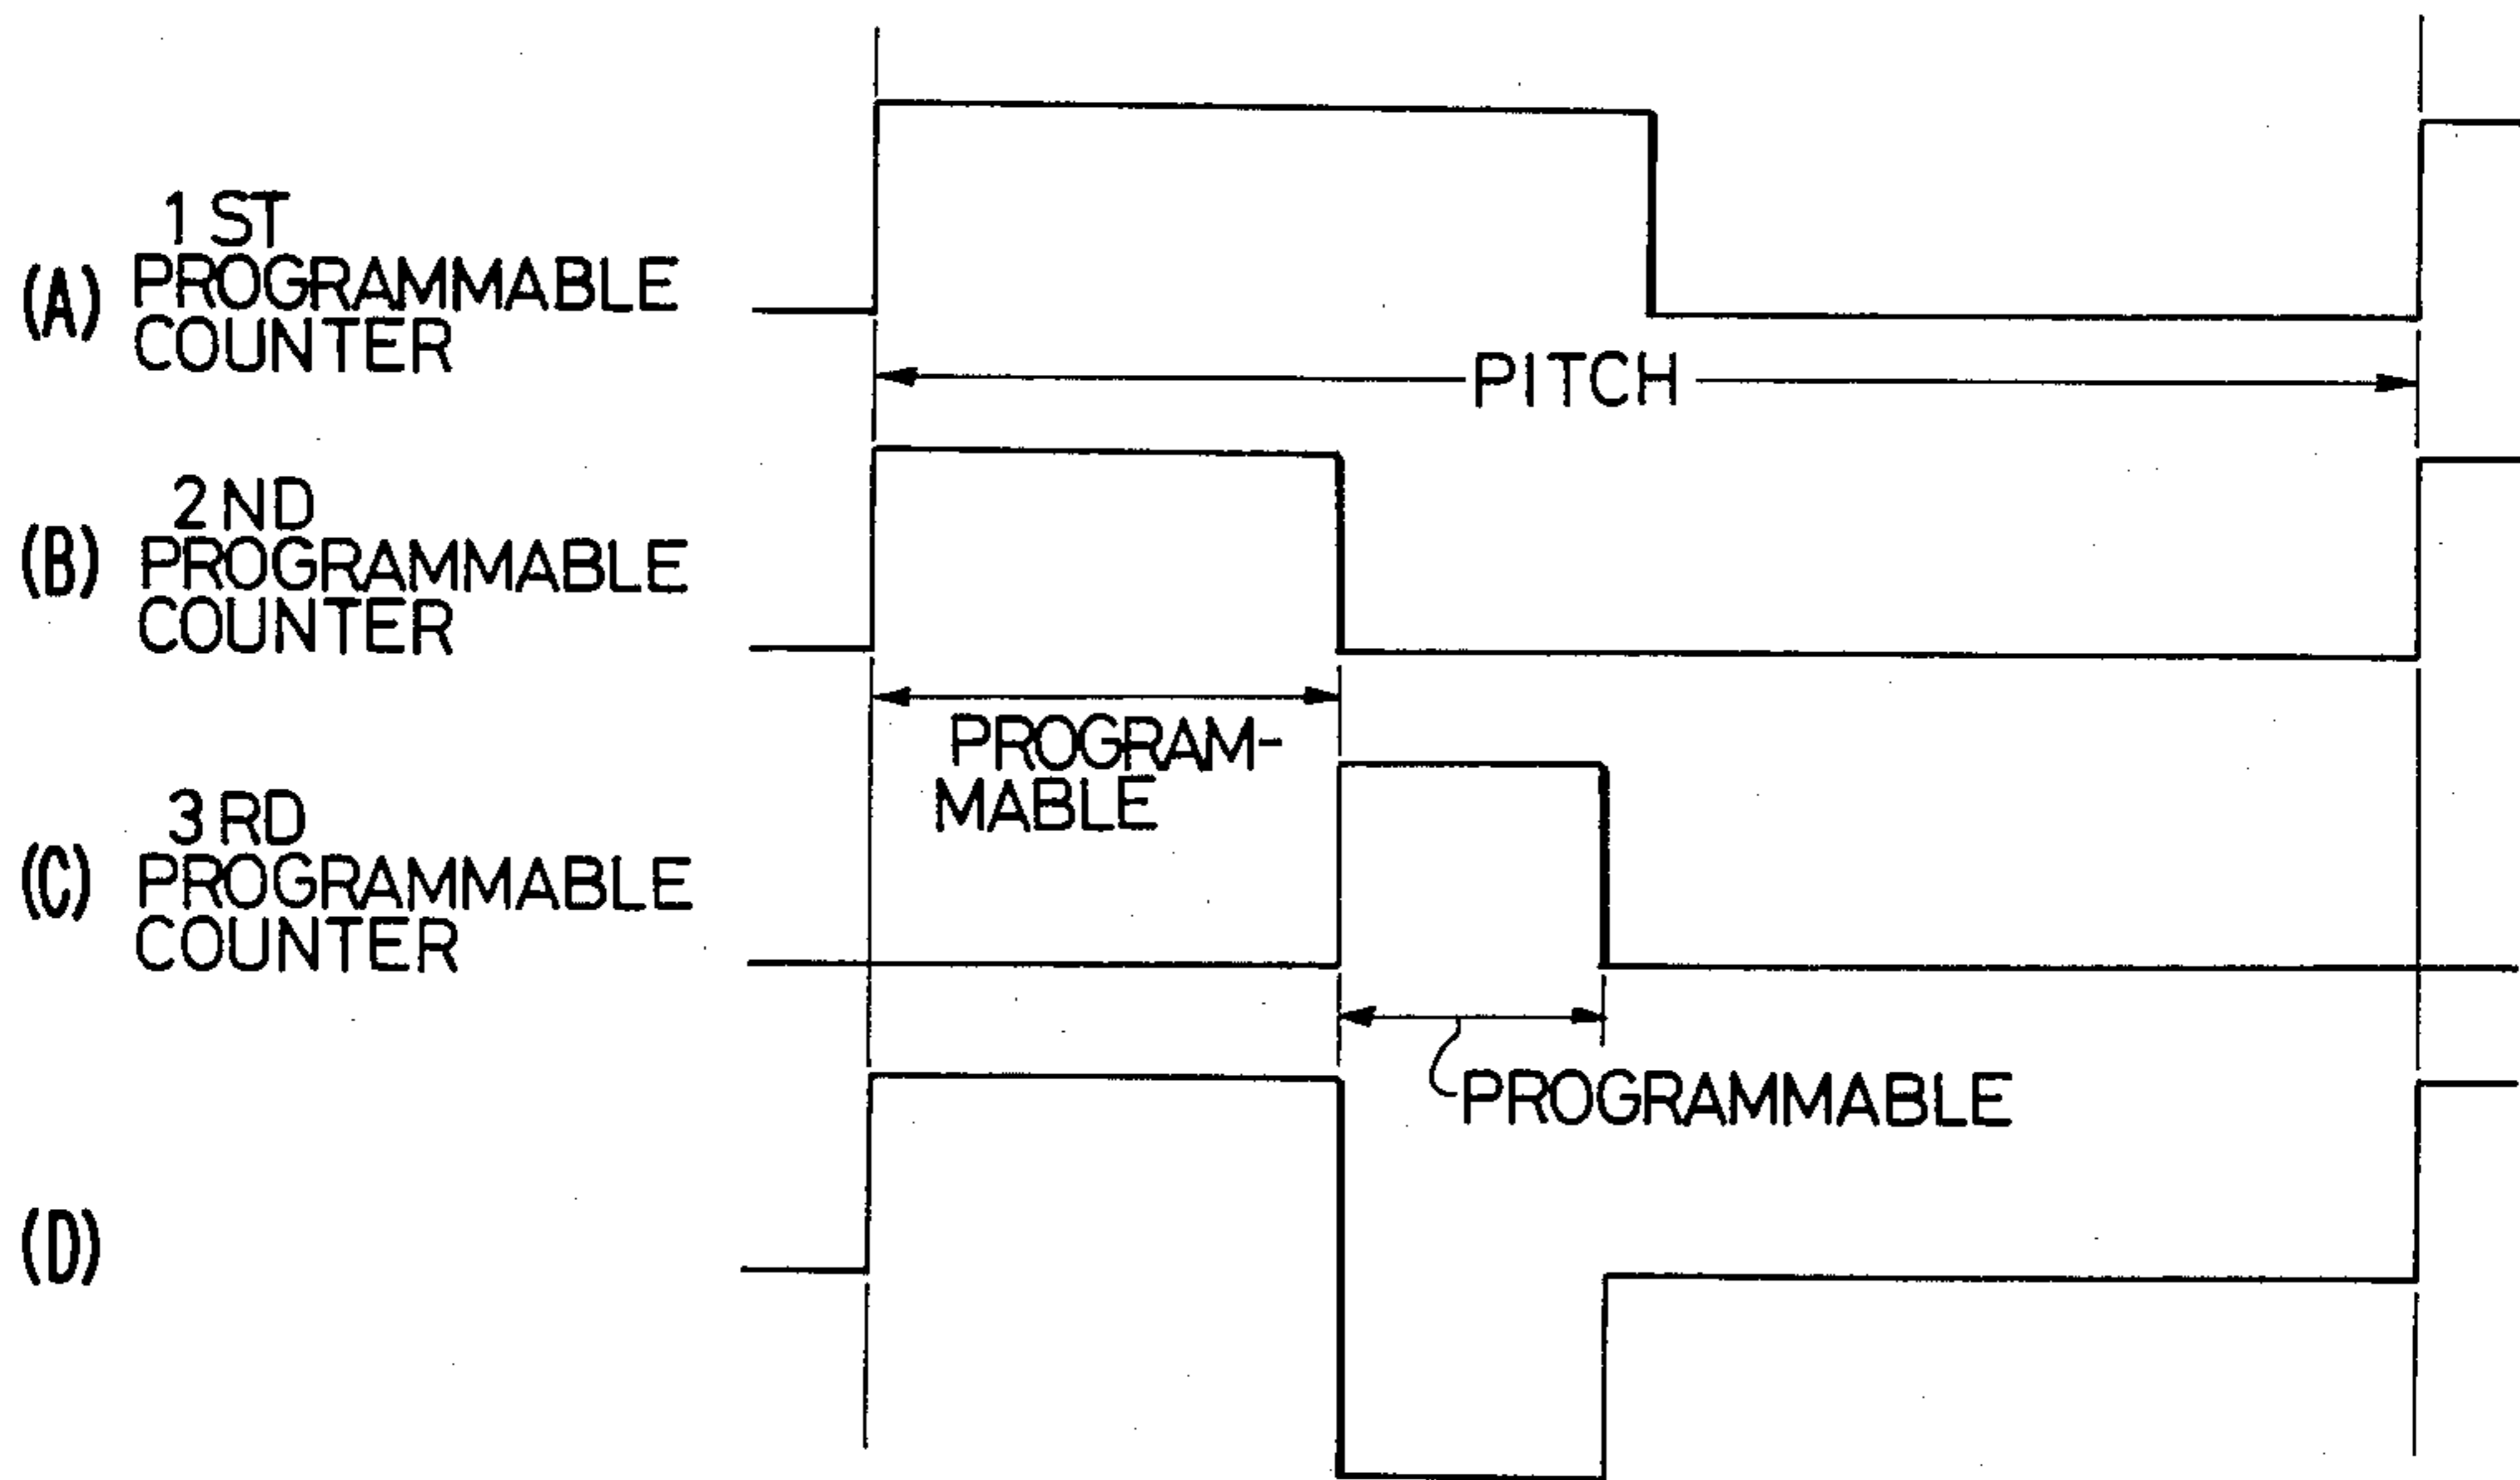 1 ST
(A) PROGRAMMABLE
COUNTER
PITCH
2 ND
(B) PROGRAMMABLE
COUNTER
PROGRAM-
MABLE
3 RD
(C) PROGRAMMABLE
COUNTER
PROGRAMMABLE
(D)